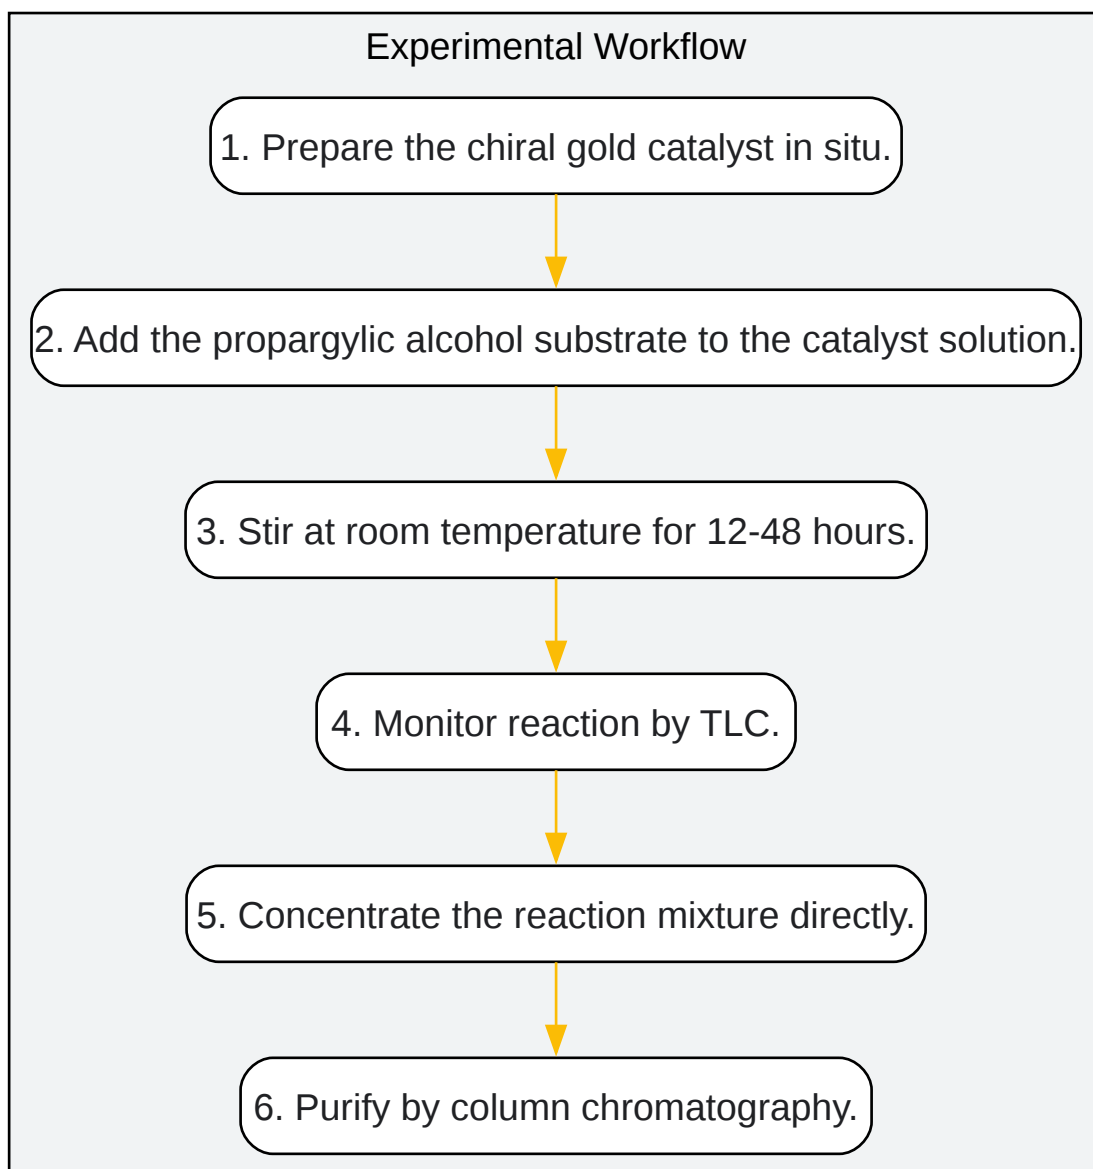 Experimental Workflow
1. Prepare the chiral gold catalyst in situ.
2. Add the propargylic alcohol substrate to the catalyst solution.
3. Stir at room temperature for 12-48 hours.
4. Monitor reaction by TLC.
5. Concentrate the reaction mixture directly.
6. Purify by column chromatography.